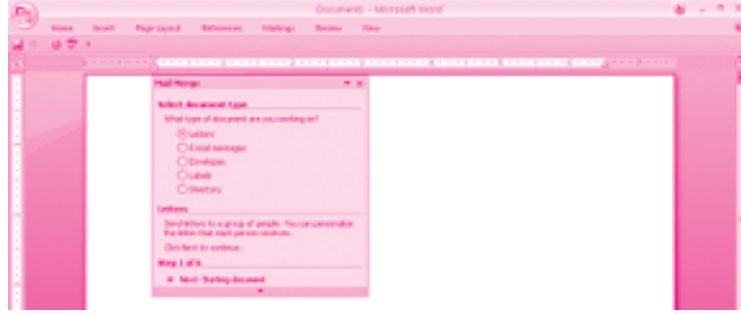 Document1 - Microsoft Word
Home Insert Page Layout References Mailings Review View
Mail Merge
Select document type
What type of document are you working on?
Letters
E-mail messages
Envelopes
Labels
Directory
Letters
Send letters to a group of people. You can personalize
the letter that each person receives.
Click Next to continue.
Step 1 of 6
Next: Starting document